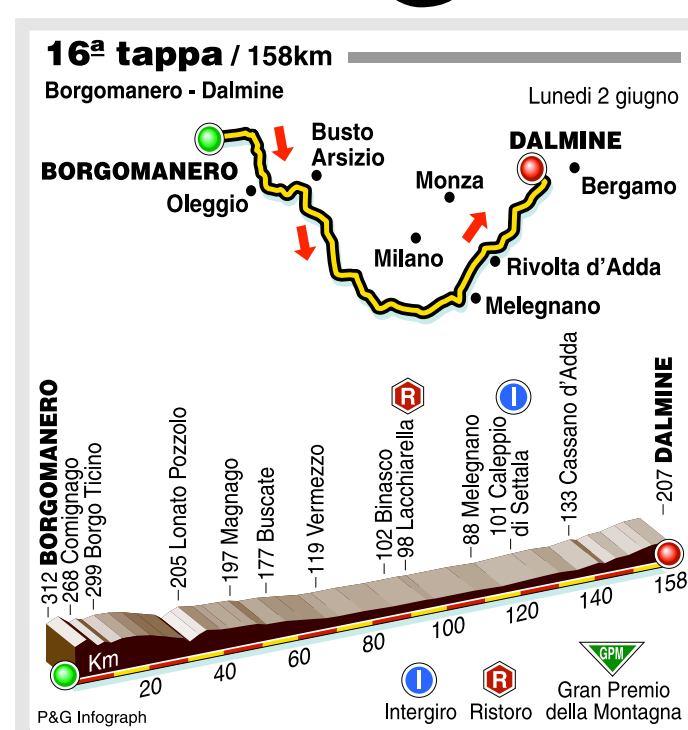 16ª tappa / 158km
Borgomanero - Dalmine
Lunedi 2 giugno
BORGOMANERO
Oleggio
Busto
Arsizio
Monza
Milano
DALMINE
Bergamo
Rivolta d'Adda
Melegnano
312 BORGOMANERO
268 Comignago
299 Borgo Ticino
205 Lonato Pozzolo
197 Magnago
177 Buscate
119 Vermezzo
102 Binasco
98 Lacchiarella
R
88 Melegnano
101 Caleppio
di Settala
I
133 Cassano d'Adda
207 DALMINE
Km
20
40
60
80
100
120
140
158
I
Intergiro
R
Ristoro
GPM
Gran Premio
della Montagna
P&G Infograph